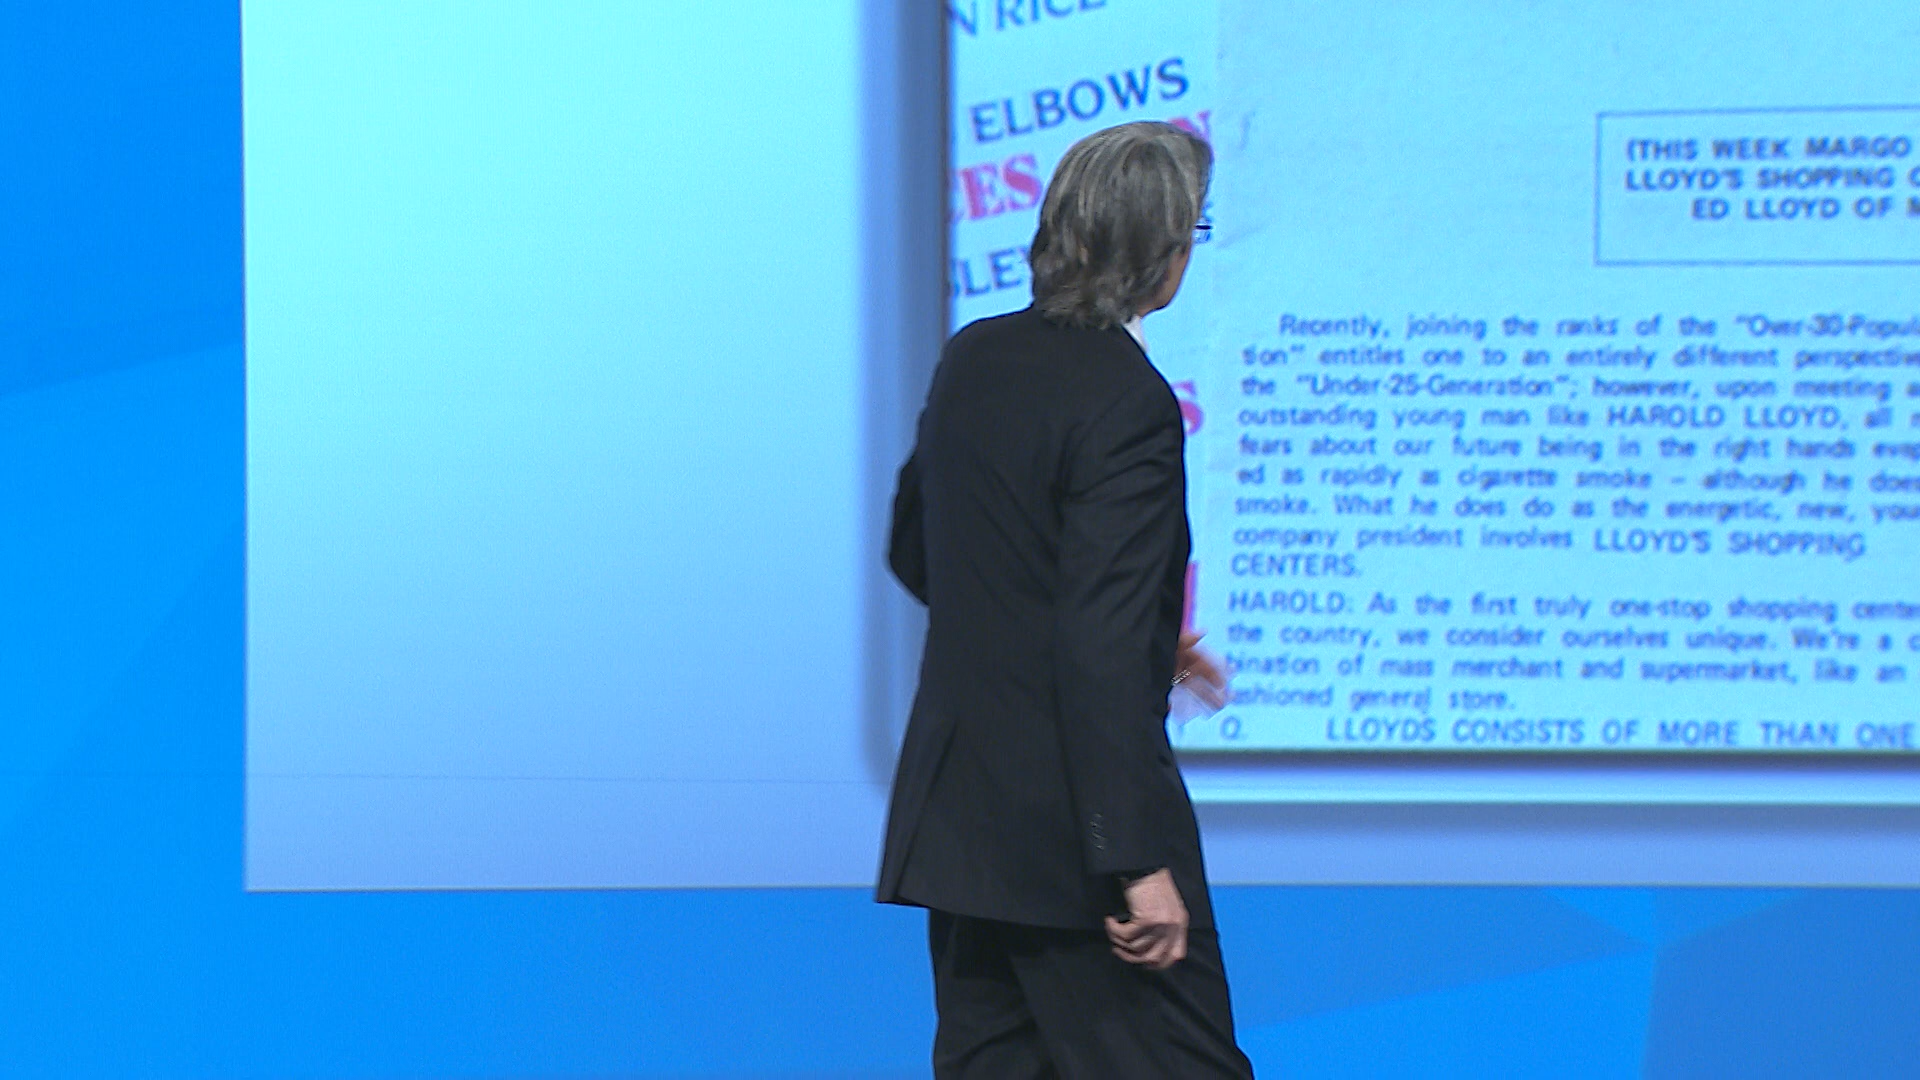 N RICE
ELBOWS
ES
N
S
(THIS WEEK MARGO
LLOYD'S SHOPPING
ED LLOYD OF
Recently, joining the ranks of the "Over-30-Popula
tion" entitles one to an entirely different perspective
the "Under-25-Generation"; however, upon meeting
outstanding young man like HAROLD LLOYD, all
fears about our future being in the right hands evap
ed as rapidly as cigarette smoke – although he does
smoke. What he does do as the energetic, new, you
company president involves LLOYD'S SHOPPING
CENTERS.
HAROLD: As the first truly one-stop shopping cente
the country, we consider ourselves unique. We're a c
bination of mass merchant and supermarket, like an
ashioned general store.
Q. LLOYDS CONSISTS OF MORE THAN ONE